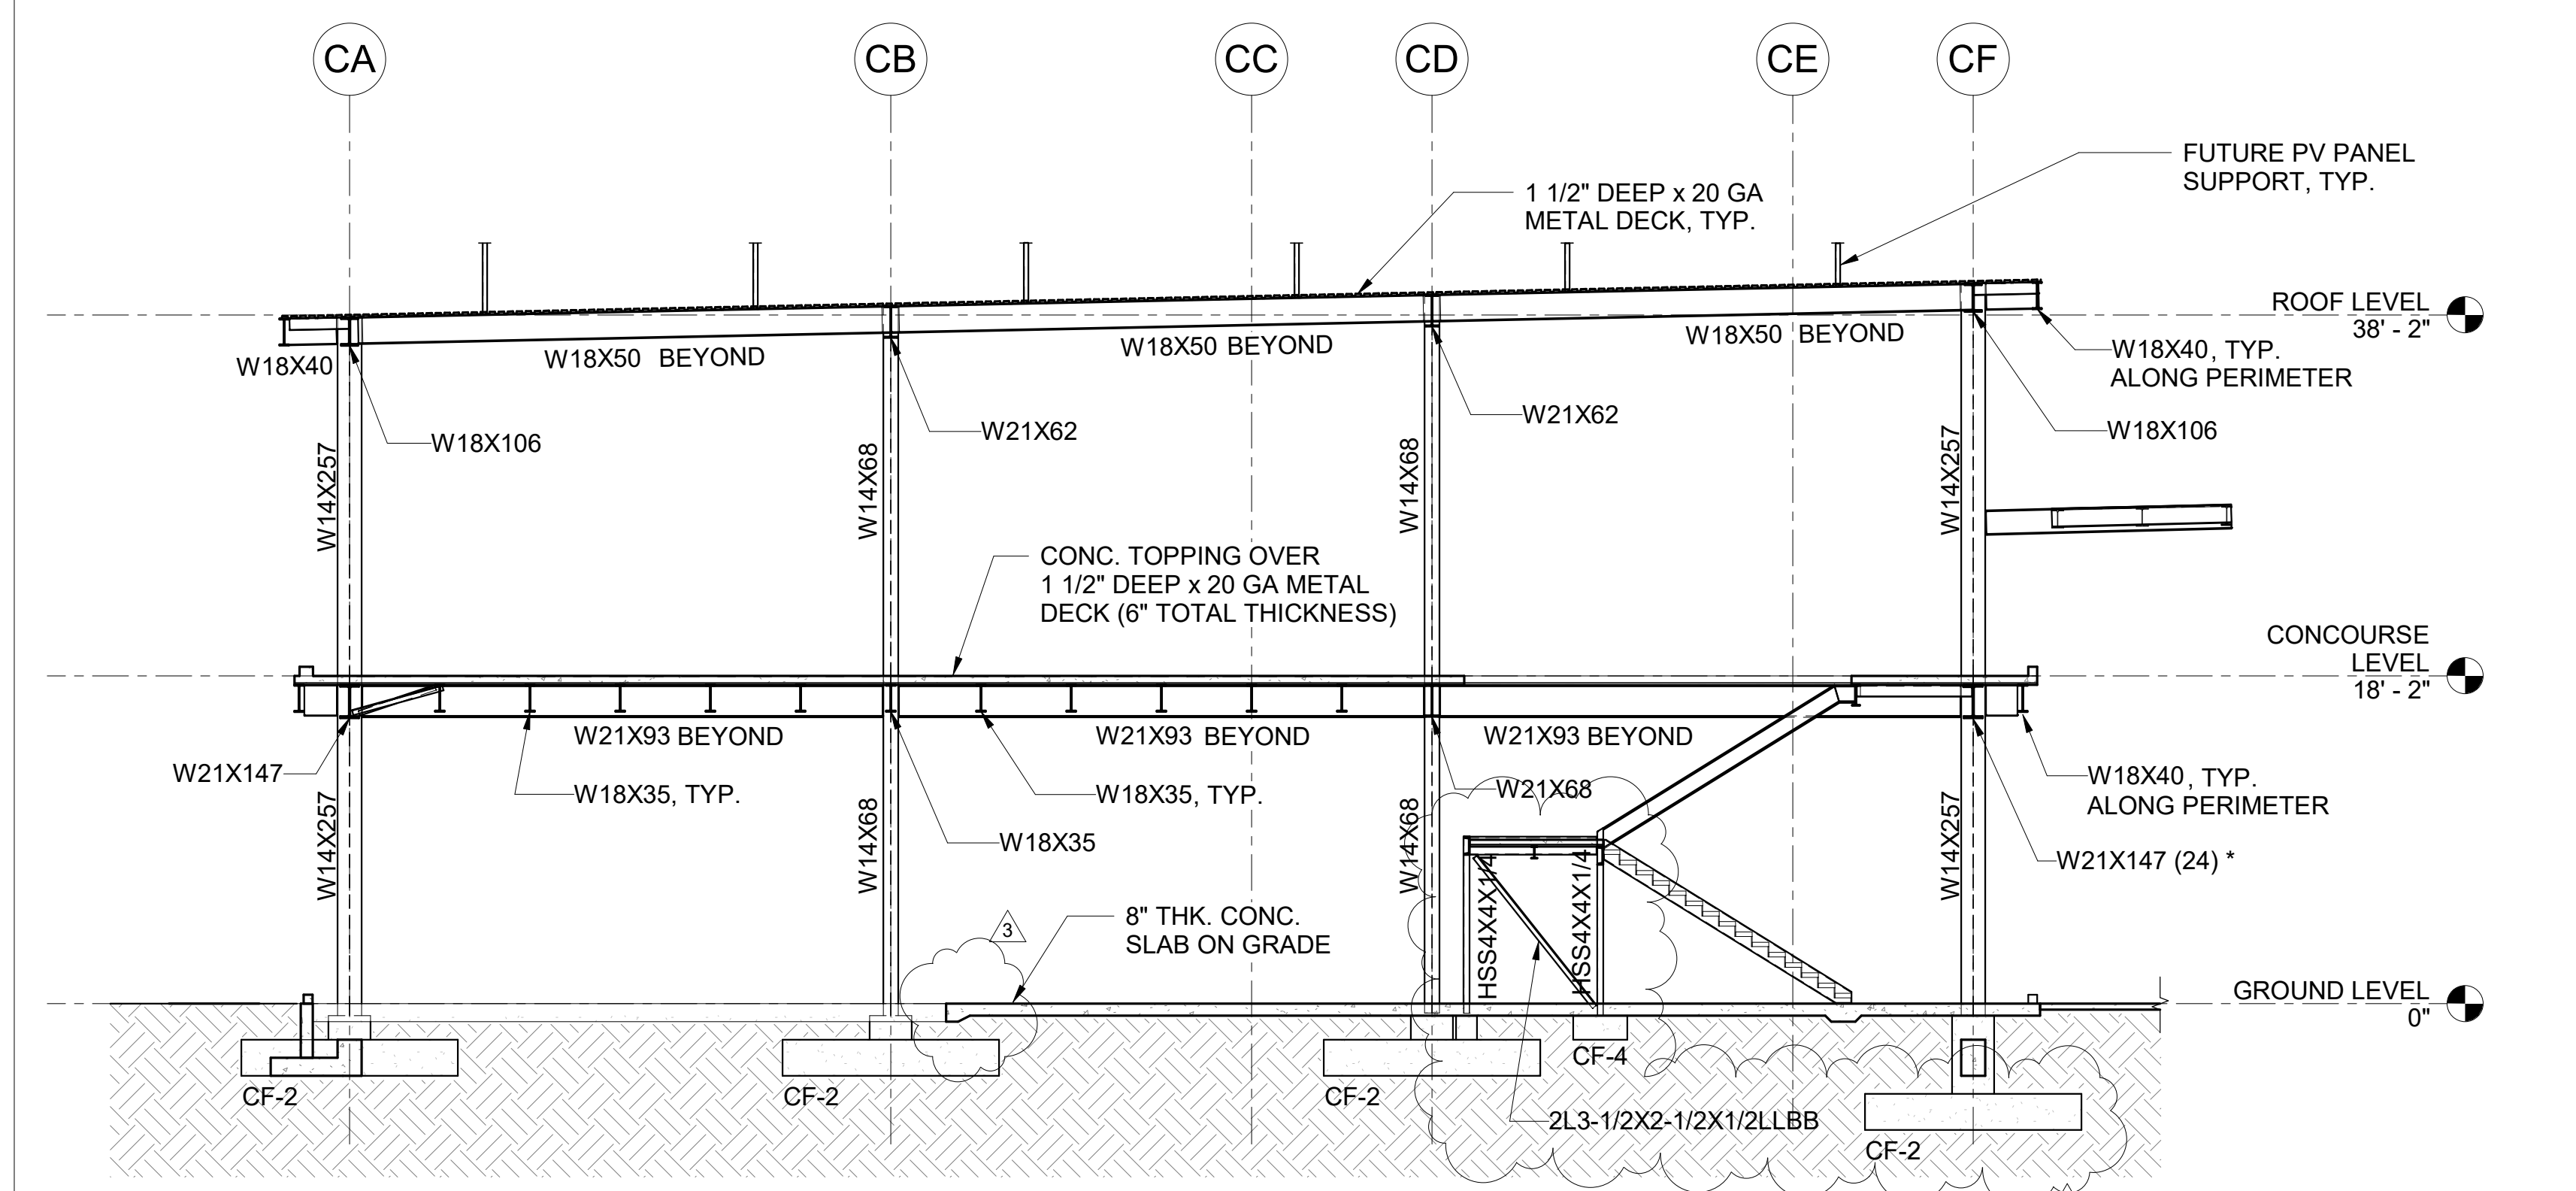 CA
CB
CC
CD
CE
CF
FUTURE PV PANEL
SUPPORT, TYP.
1 1/2" DEEP x 20 GA
METAL DECK, TYP.
ROOF LEVEL
38' - 2"
W18X40
W18X50 BEYOND
W18X50 BEYOND
W18X50 BEYOND
W18X40, TYP.
ALONG PERIMETER
W18X106
W21X62
W21X62
W18X106
W14X257
W14X68
W14X68
W14X257
CONC. TOPPING OVER
1 1/2" DEEP x 20 GA METAL
DECK (6" TOTAL THICKNESS)
CONCOURSE
LEVEL
18' - 2"
W21X93 BEYOND
W21X93 BEYOND
W21X93 BEYOND
W21X147
W18X35, TYP.
W18X35, TYP.
W21X68
W18X40, TYP.
ALONG PERIMETER
W18X35
W21X147 (24) *
W14X257
W14X68
W14X68
HSS4X4X1/4
HSS4X4X1/4
W14X257
3
8" THK. CONC.
SLAB ON GRADE
GROUND LEVEL
0"
CF-2
CF-2
CF-2
CF-4
2L3-1/2X2-1/2X1/2LLBB
CF-2